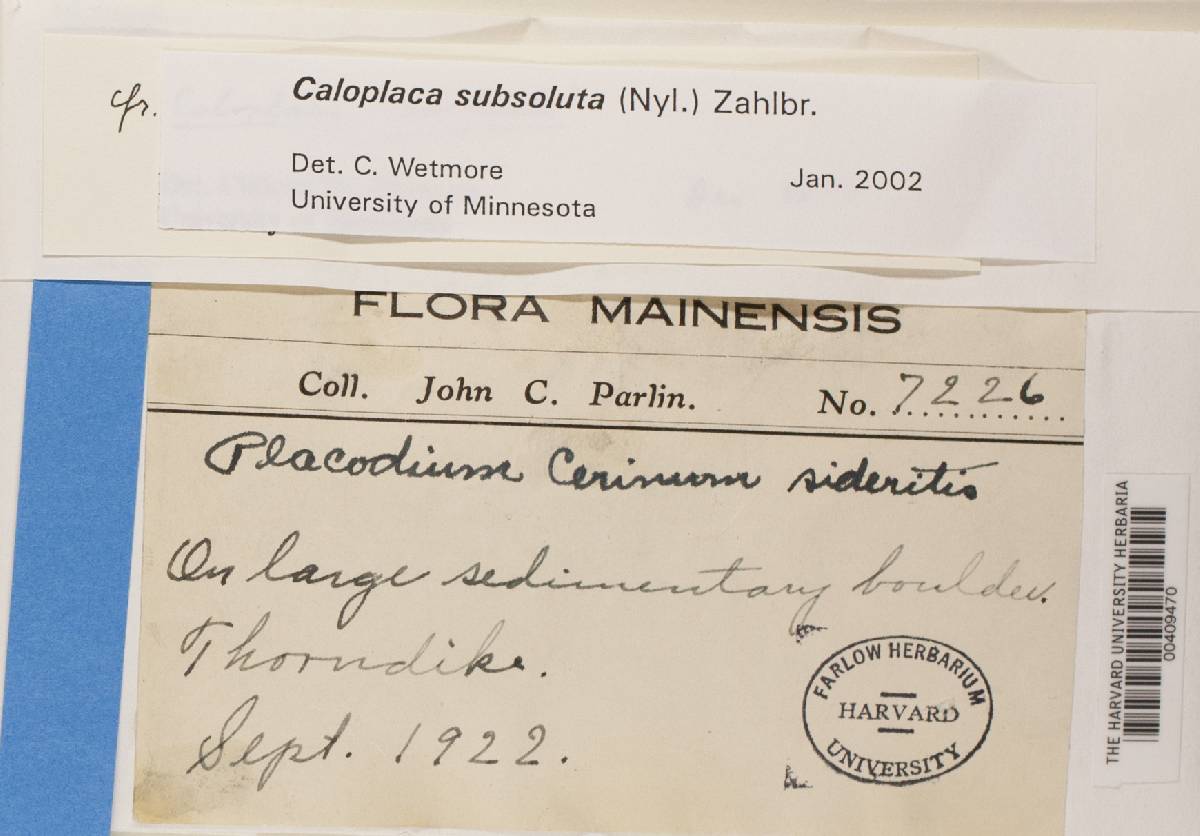 cfr.
Caloplaca subsoluta (Nyl.) Zahlbr.
Det. C. Wetmore Jan. 2002
University of Minnesota
FLORA MAINENSIS
Coll. John C. Parlin. No. 7226
Placodium Cerinum sideritis
On large sedimentary boulder.
Thorndike.
Sept. 1922.
FARLOW HERBARIUM
HARVARD
UNIVERSITY
THE HARVARD UNIVERSITY HERBARIA
00409470